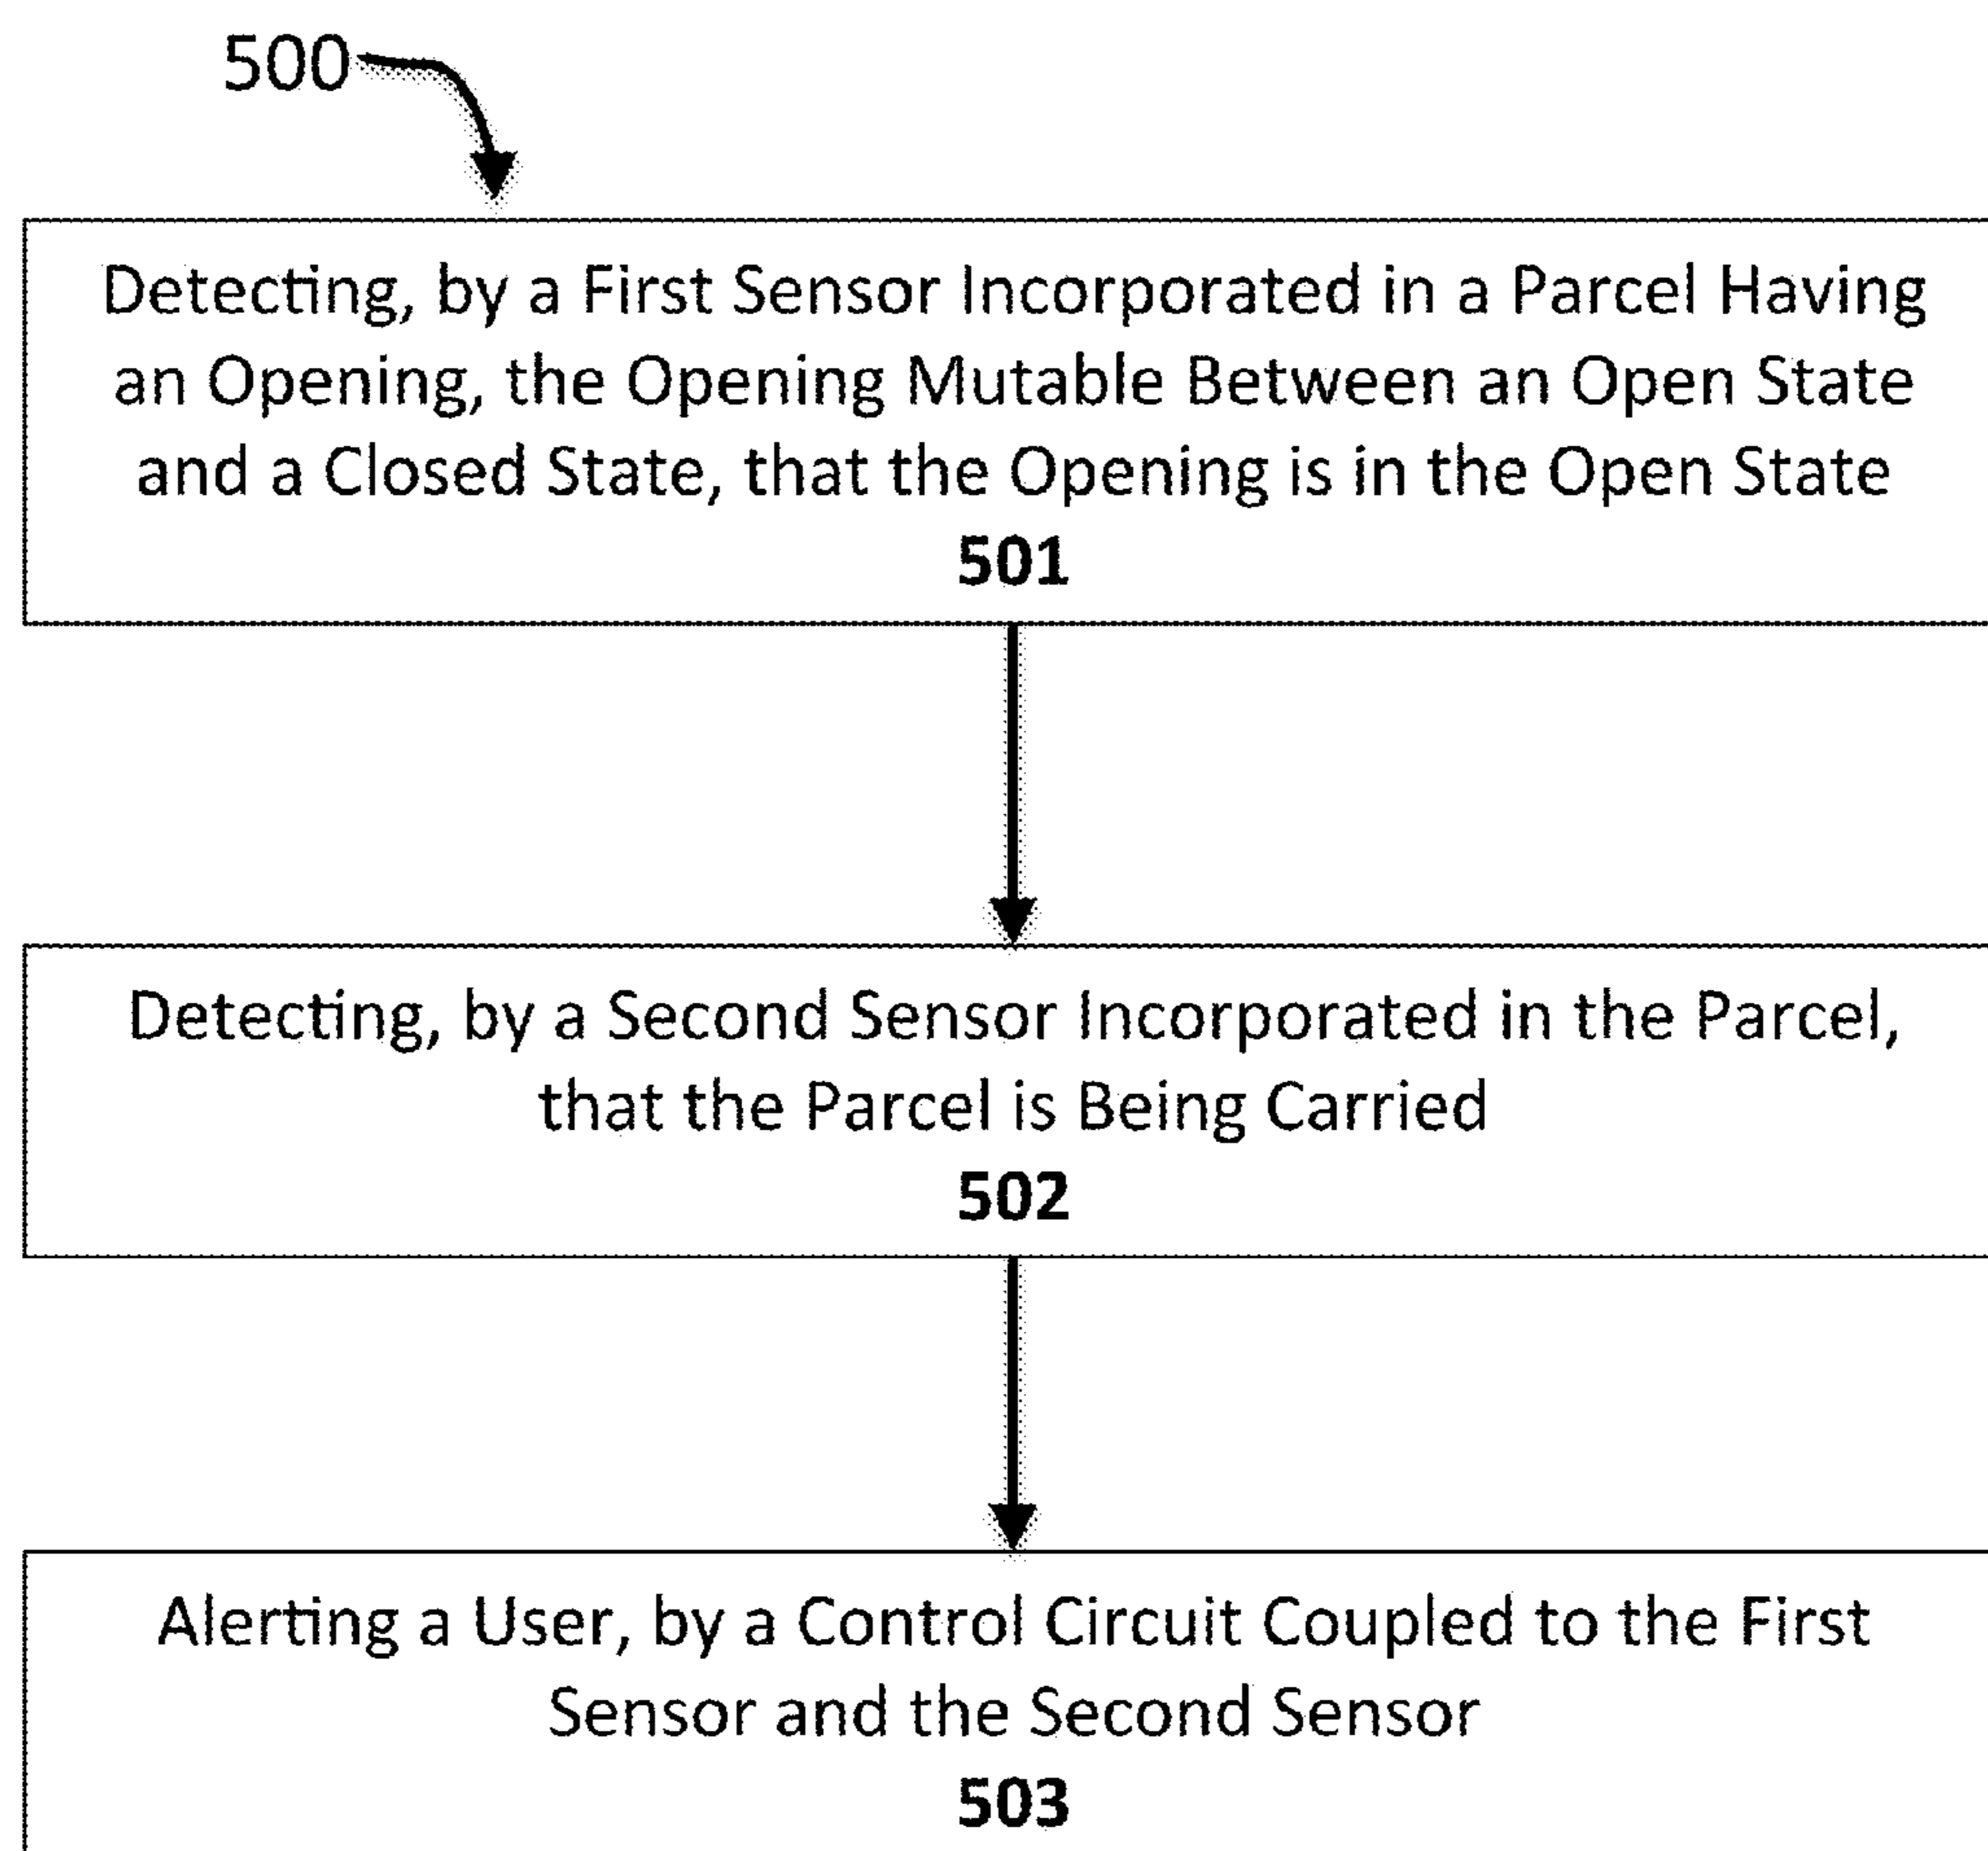 500
Detecting, by a First Sensor Incorporated in a Parcel Having
an Opening, the Opening Mutable Between an Open State
and a Closed State, that the Opening is in the Open State
501
Detecting, by a Second Sensor Incorporated in the Parcel,
that the Parcel is Being Carried
502
Alerting a User, by a Control Circuit Coupled to the First
Sensor and the Second Sensor
503